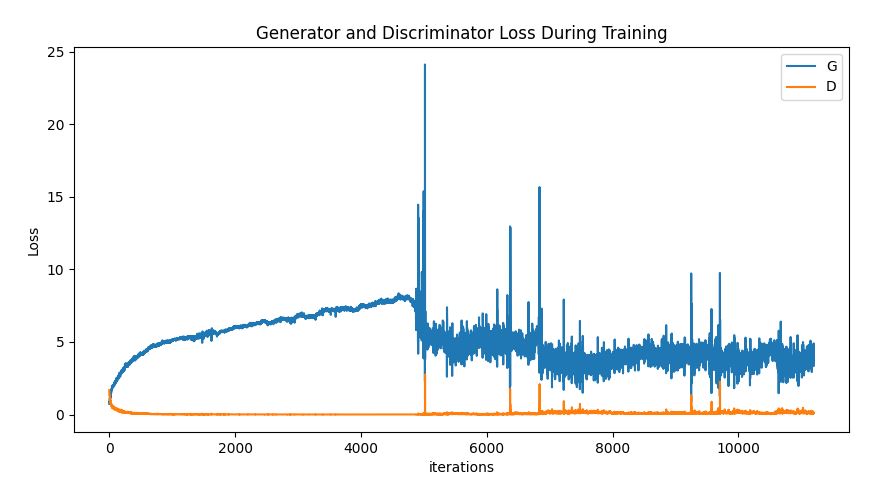 Generator and Discriminator Loss During Training
G
D
25
20
15
10
5
0
Loss
0 2000 4000 6000 8000 10000
iterations